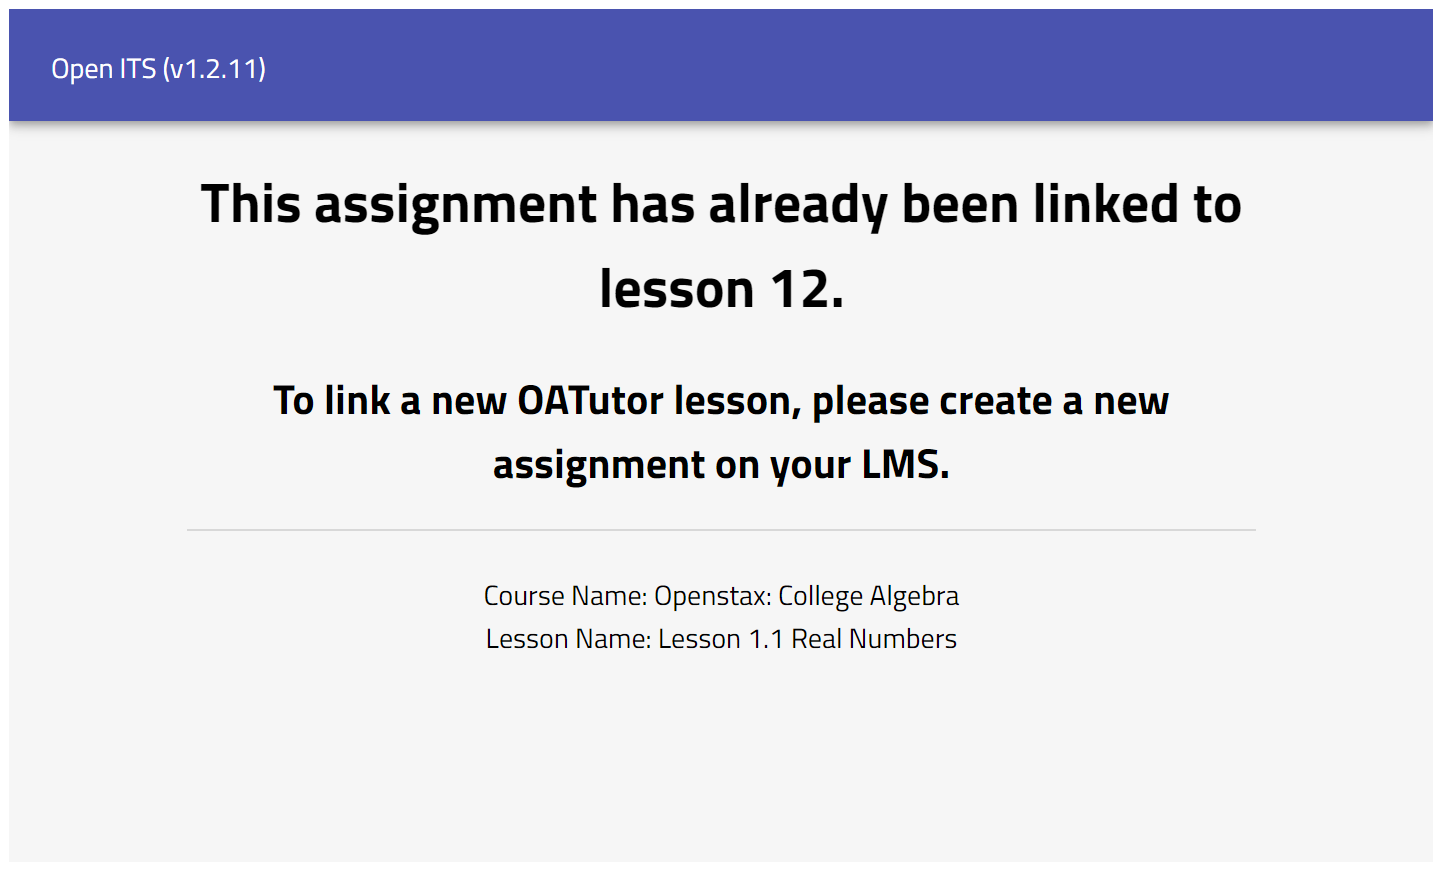 Open ITS (v1.2.11)
This assignment has already been linked to
lesson 12.
To link a new OATutor lesson, please create a new
assignment on your LMS.
Course Name: Openstax: College Algebra
Lesson Name: Lesson 1.1 Real Numbers